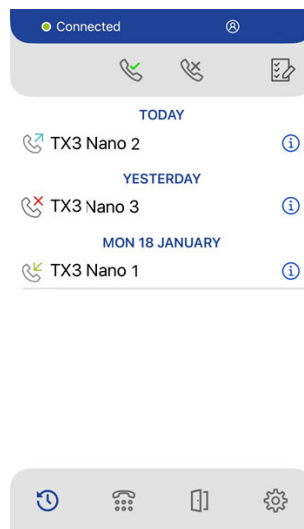 Connected
TODAY
TX3 Nano 2
YESTERDAY
TX3 Nano 3
MON 18 JANUARY
TX3 Nano 1